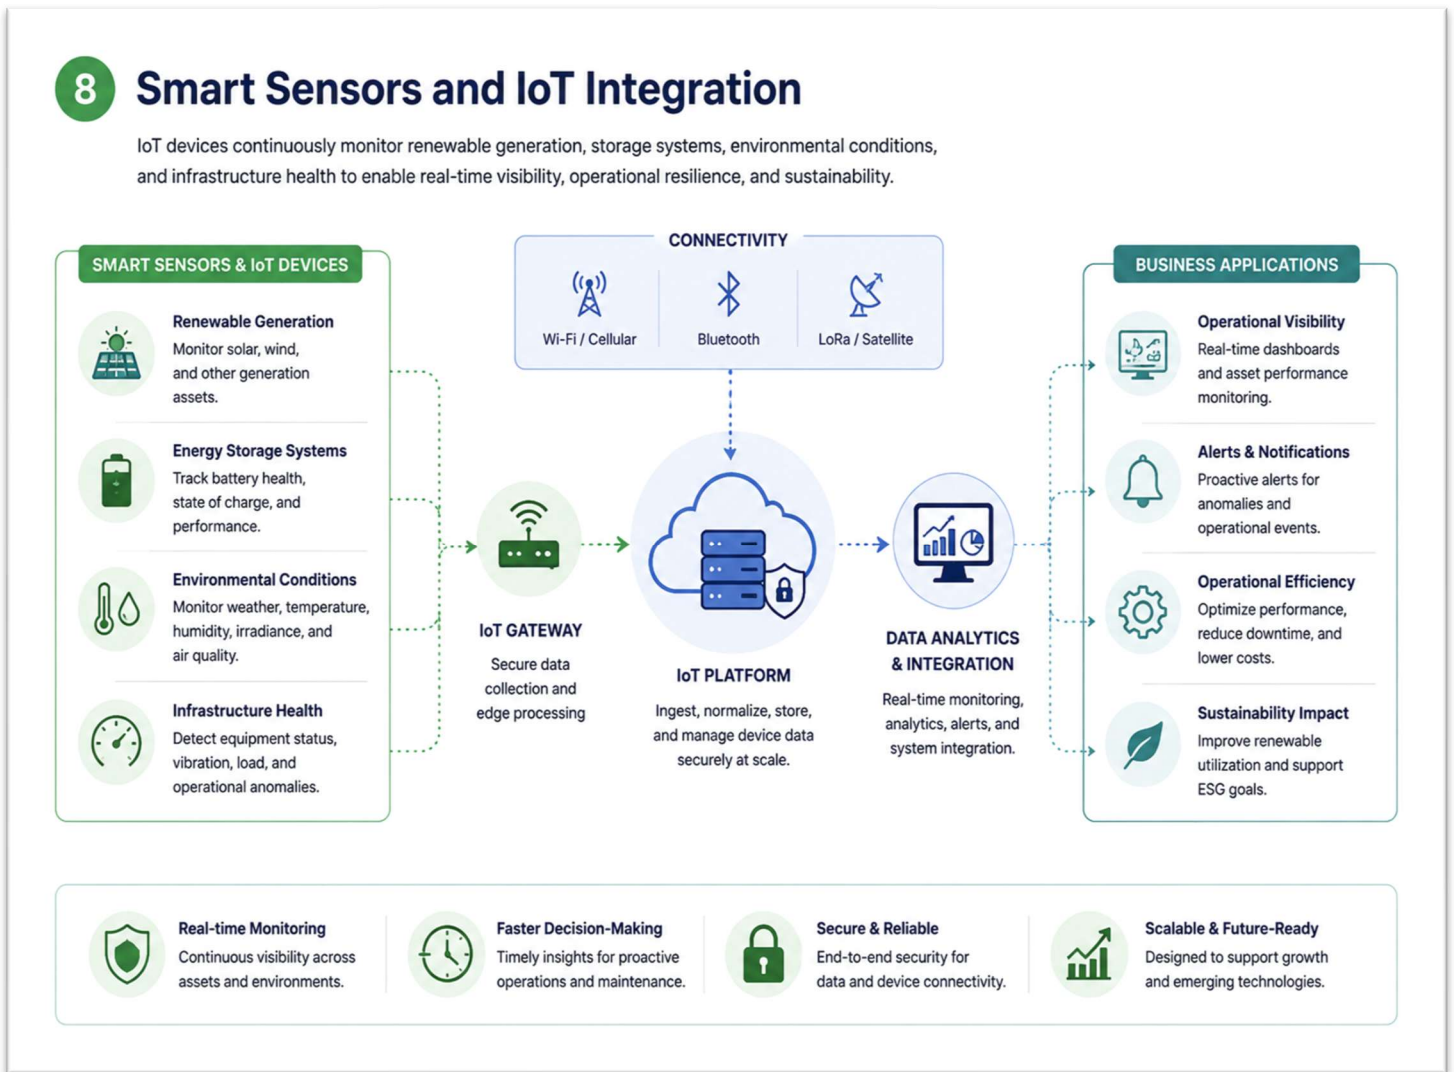 8 Smart Sensors and IoT Integration
IoT devices continuously monitor renewable generation, storage systems, environmental conditions,
and infrastructure health to enable real-time visibility, operational resilience, and sustainability.
SMART SENSORS & IoT DEVICES
Renewable Generation
Monitor solar, wind,
and other generation
assets.
Energy Storage Systems
Track battery health,
state of charge, and
performance.
Environmental Conditions
Monitor weather, temperature,
humidity, irradiance, and
air quality.
Infrastructure Health
Detect equipment status,
vibration, load, and
operational anomalies.
CONNECTIVITY
Wi-Fi / Cellular
Bluetooth
LoRa / Satellite
IoT GATEWAY
Secure data
collection and
edge processing
IoT PLATFORM
Ingest, normalize, store,
and manage device data
securely at scale.
DATA ANALYTICS
& INTEGRATION
Real-time monitoring,
analytics, alerts, and
system integration.
BUSINESS APPLICATIONS
Operational Visibility
Real-time dashboards
and asset performance
monitoring.
Alerts & Notifications
Proactive alerts for
anomalies and
operational events.
Operational Efficiency
Optimize performance,
reduce downtime, and
lower costs.
Sustainability Impact
Improve renewable
utilization and support
ESG goals.
Real-time Monitoring
Continuous visibility across
assets and environments.
Faster Decision-Making
Timely insights for proactive
operations and maintenance.
Secure & Reliable
End-to-end security for
data and device connectivity.
Scalable & Future-Ready
Designed to support growth
and emerging technologies.